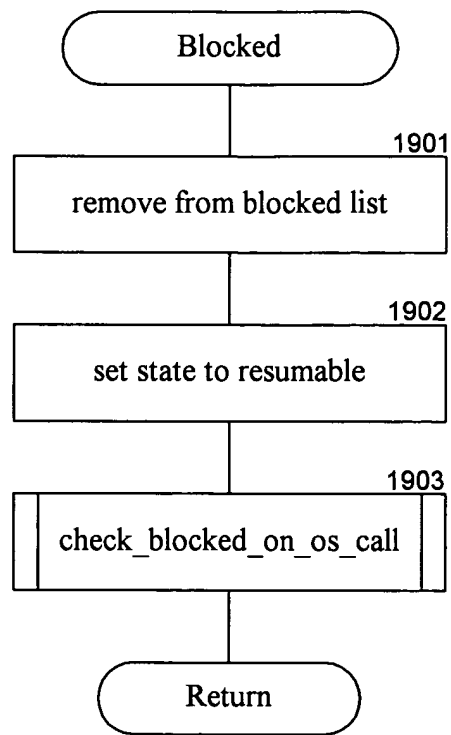 Blocked
1901
remove from blocked list
1902
set state to resumable
1903
check_blocked_on_os_call
Return